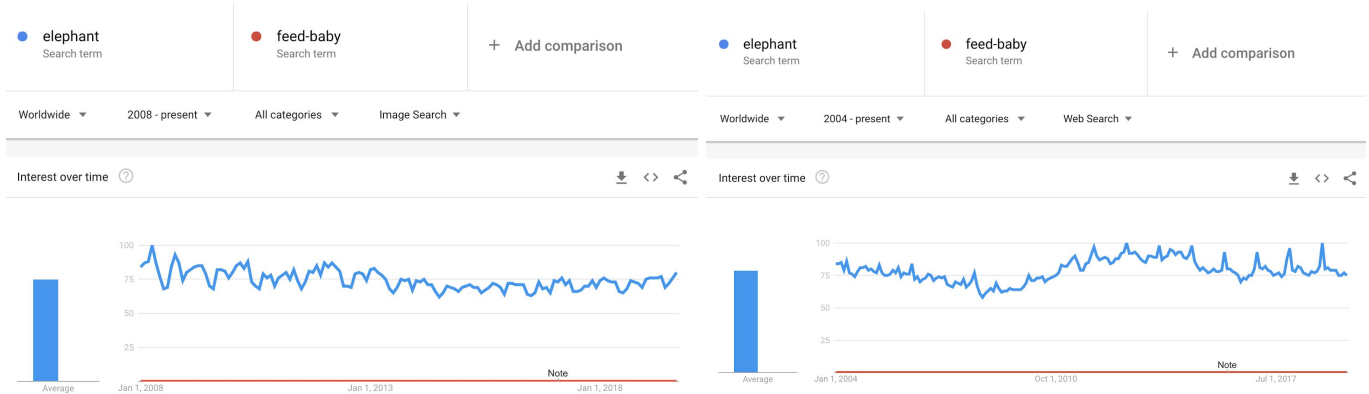 elephant
Search term
feed-baby
Search term
+ Add comparison
Worldwide
2008 - present
All categories
Image Search
Interest over time
?
100
75
50
25
Note
Average
Jan 1, 2008
Jan 1, 2013
Jan 1, 2018
elephant
Search term
feed-baby
Search term
+ Add comparison
Worldwide
2004 - present
All categories
Web Search
Interest over time
?
100
75
50
25
Note
Average
Jan 1, 2004
Oct 1, 2010
Jul 1, 2017